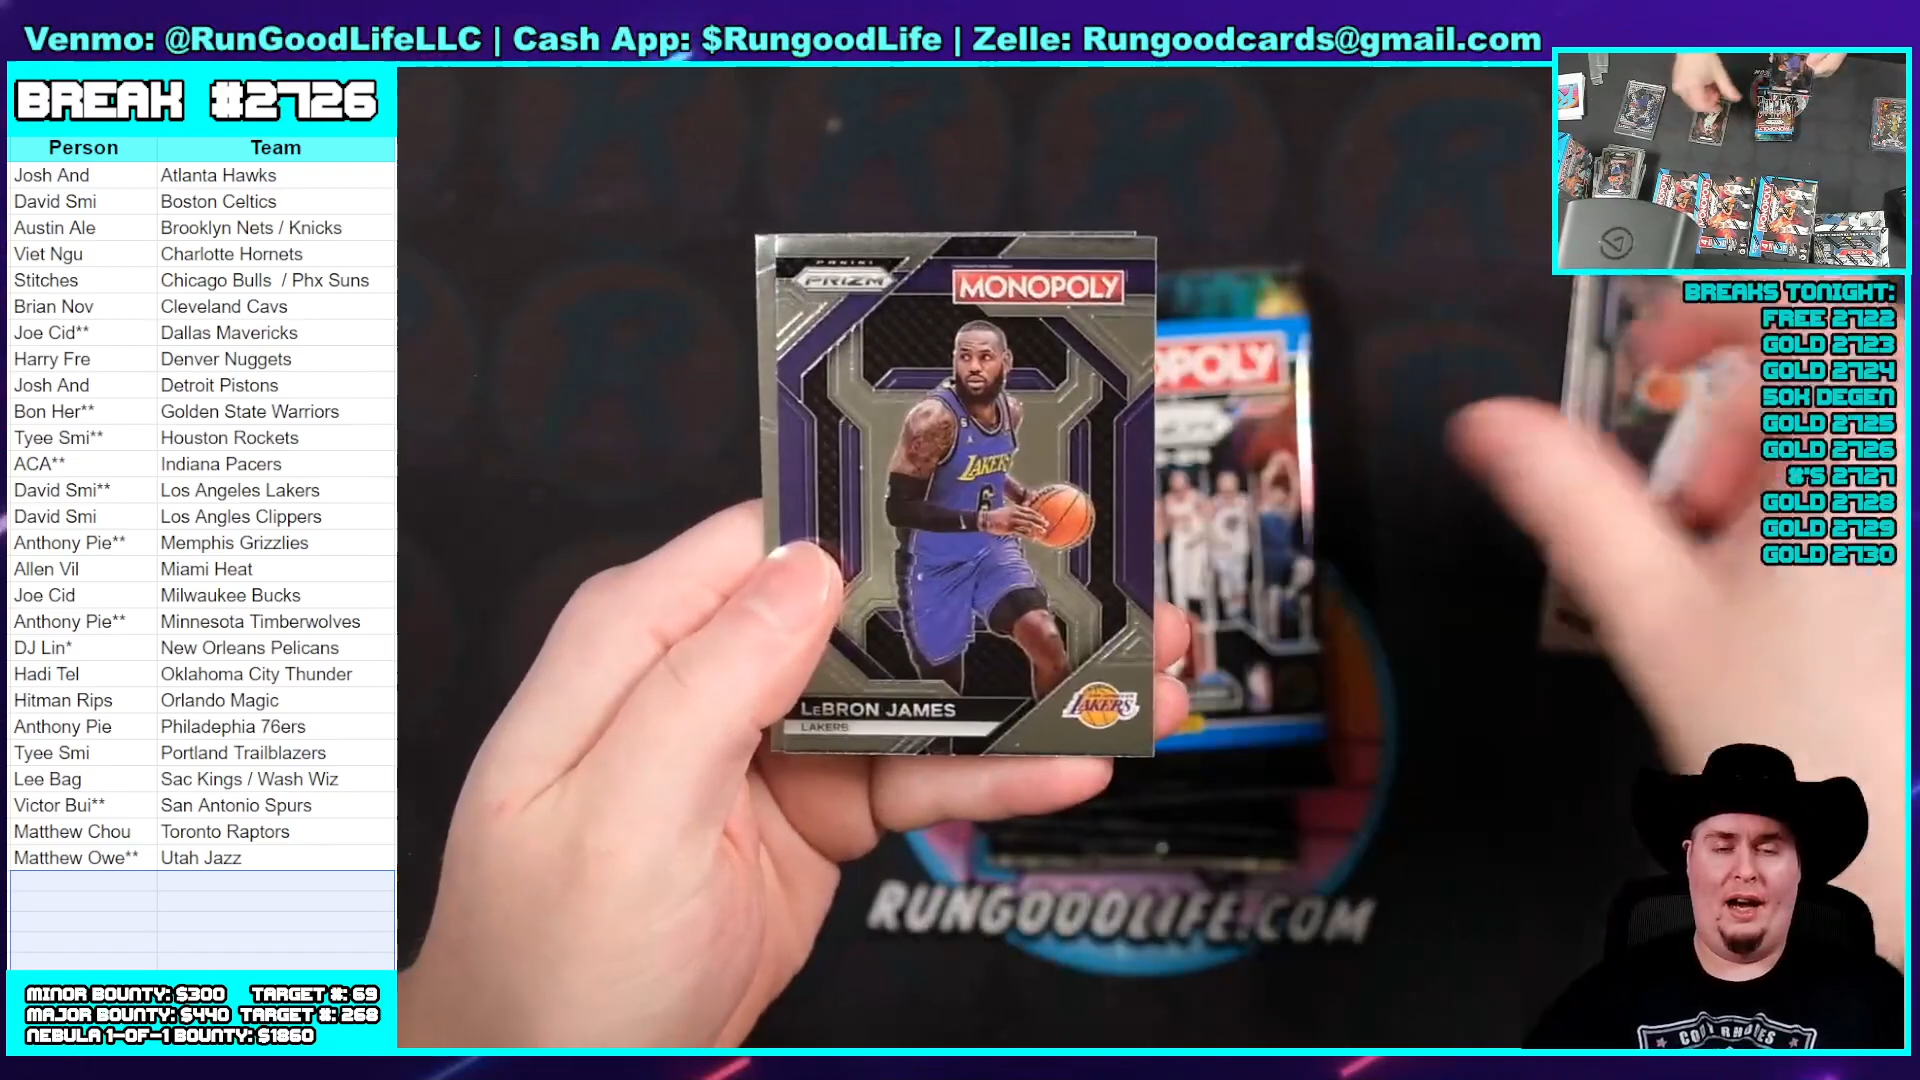 Venmo: @RunGoodLifeLLC | Cash App: $RungoodLife | Zelle: Rungoodcards@gmail.com
BREAK #2726
Person Team
Josh And Atlanta Hawks
David Smi Boston Celtics
Austin Ale Brooklyn Nets / Knicks
Viet Ngu Charlotte Hornets
Stitches Chicago Bulls / Phx Suns
Brian Nov Cleveland Cavs
Joe Cid** Dallas Mavericks
Harry Fre Denver Nuggets
Josh And Detroit Pistons
Bon Her** Golden State Warriors
Tyee Smi** Houston Rockets
ACA** Indiana Pacers
David Smi** Los Angeles Lakers
David Smi Los Angles Clippers
Anthony Pie** Memphis Grizzlies
Allen Vil Miami Heat
Joe Cid Milwaukee Bucks
Anthony Pie** Minnesota Timberwolves
DJ Lin* New Orleans Pelicans
Hadi Tel Oklahoma City Thunder
Hitman Rips Orlando Magic
Anthony Pie Philadephia 76ers
Tyee Smi Portland Trailblazers
Lee Bag Sac Kings / Wash Wiz
Victor Bui** San Antonio Spurs
Matthew Chou Toronto Raptors
Matthew Owe** Utah Jazz
MINOR BOUNTY: $300 TARGET #: 69
MAJOR BOUNTY: $440 TARGET #: 268
NEBULA 1-OF-1 BOUNTY: $1860
PANINI
PRIZM
MONOPOLY
LAKERS
6
LeBRON JAMES
LAKERS
LAKERS
OPOLY
RUNGOODLIFE.COM
BREAKS TONIGHT:
FREE 2722
GOLD 2723
GOLD 2724
50K DEGEN
GOLD 2725
GOLD 2726
#'S 2727
GOLD 2728
GOLD 2729
GOLD 2730
CODY RHODES